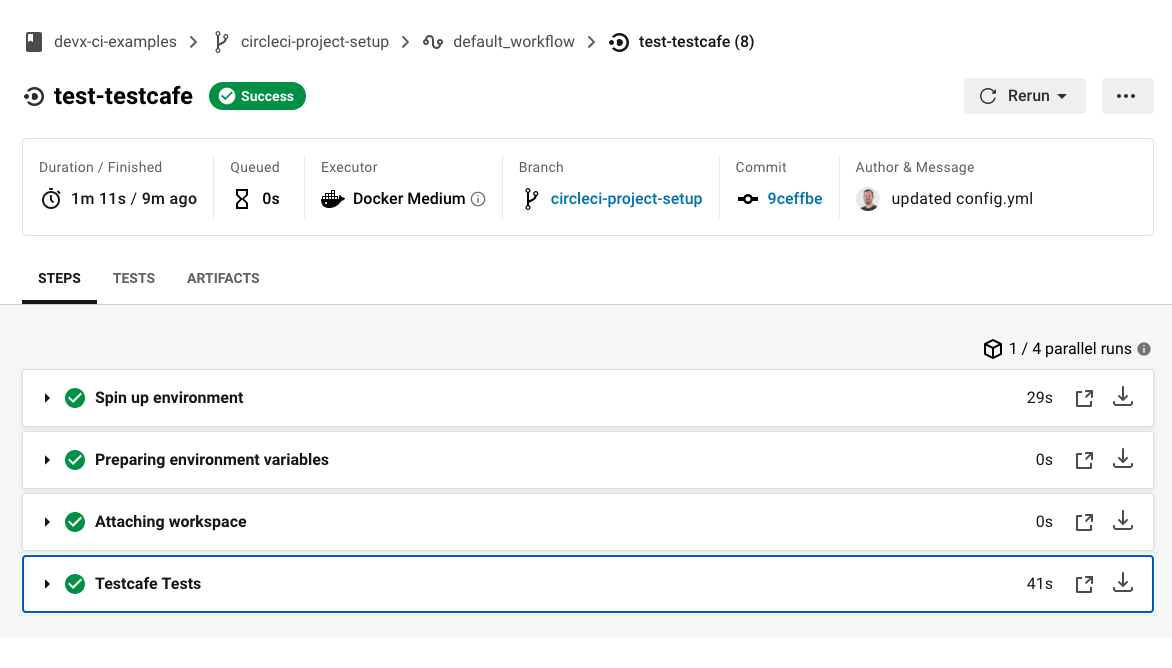 devx-ci-examples circleci-project-setup default_workflow test-testcafe (8)
test-testcafe Success Rerun
Duration / Finished Queued Executor Branch Commit Author & Message
1m 11s / 9m ago 0s Docker Medium circleci-project-setup 9ceffbe updated config.yml
STEPS TESTS ARTIFACTS
1 / 4 parallel runs
Spin up environment 29s
Preparing environment variables 0s
Attaching workspace 0s
Testcafe Tests 41s